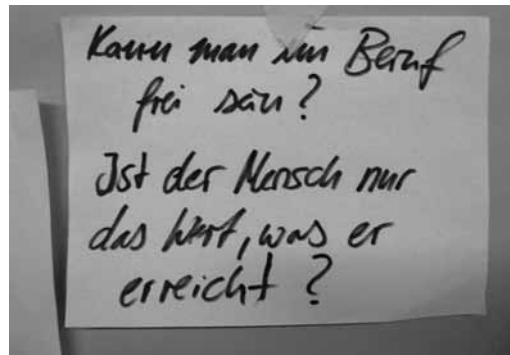 Kann man im Beruf
frei sein?
Ist der Mensch nur
das Wert, was er
erreicht?